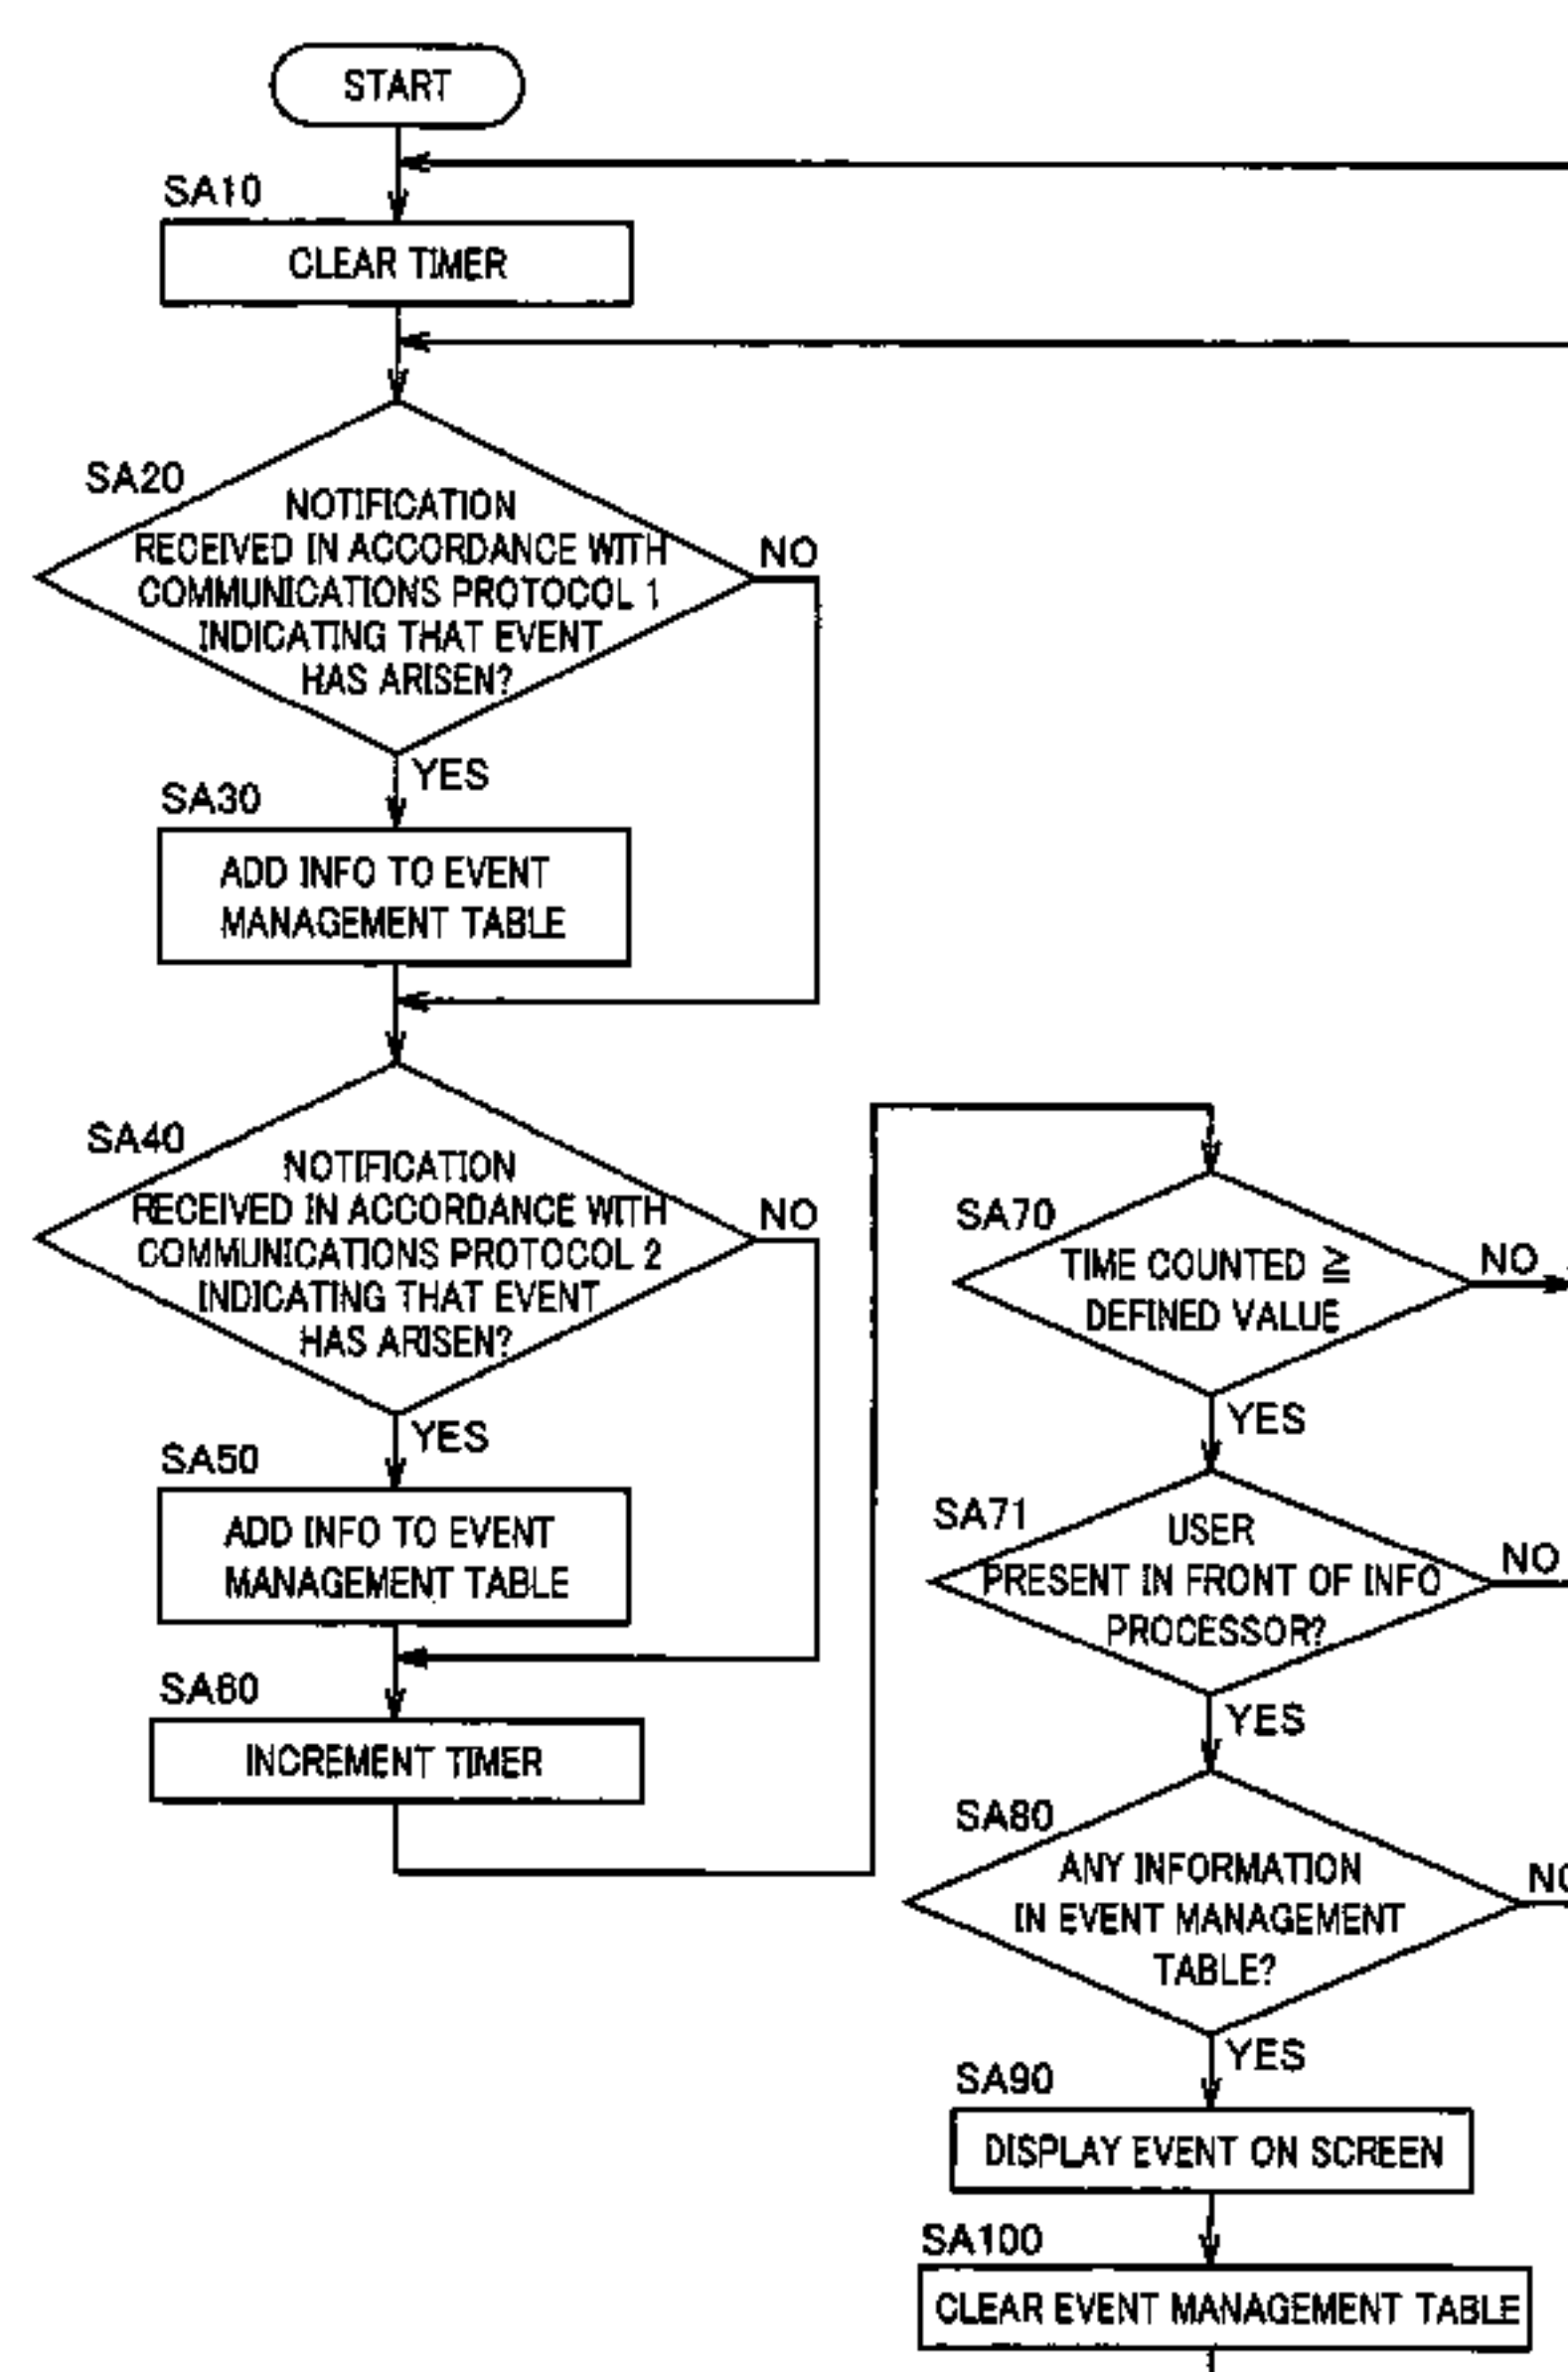 START
SA10
CLEAR TIMER
SA20
NOTIFICATION
RECEIVED IN ACCORDANCE WITH
COMMUNICATIONS PROTOCOL 1
INDICATING THAT EVENT
HAS ARISEN?
NO
YES
SA30
ADD INFO TO EVENT
MANAGEMENT TABLE
SA40
NOTIFICATION
RECEIVED IN ACCORDANCE WITH
COMMUNICATIONS PROTOCOL 2
INDICATING THAT EVENT
HAS ARISEN?
NO
YES
SA50
ADD INFO TO EVENT
MANAGEMENT TABLE
SA60
INCREMENT TIMER
SA70
TIME COUNTED ≧
DEFINED VALUE
NO
YES
SA71
USER
PRESENT IN FRONT OF INFO
PROCESSOR?
NO
YES
SA80
ANY INFORMATION
IN EVENT MANAGEMENT
TABLE?
NO
YES
SA90
DISPLAY EVENT ON SCREEN
SA100
CLEAR EVENT MANAGEMENT TABLE